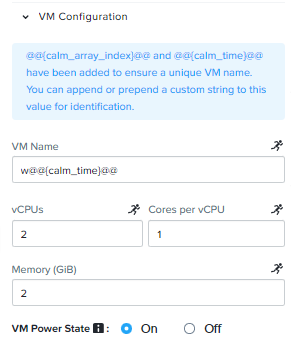 VM Configuration
@@{calm_array_index}@@ and @@{calm_time}@@
have been added to ensure a unique VM name.
You can append or prepend a custom string to this
value for identification.
VM Name
w@@{calm_time}@@
vCPUs Cores per vCPU
2 1
Memory (GiB)
2
VM Power State i : On Off